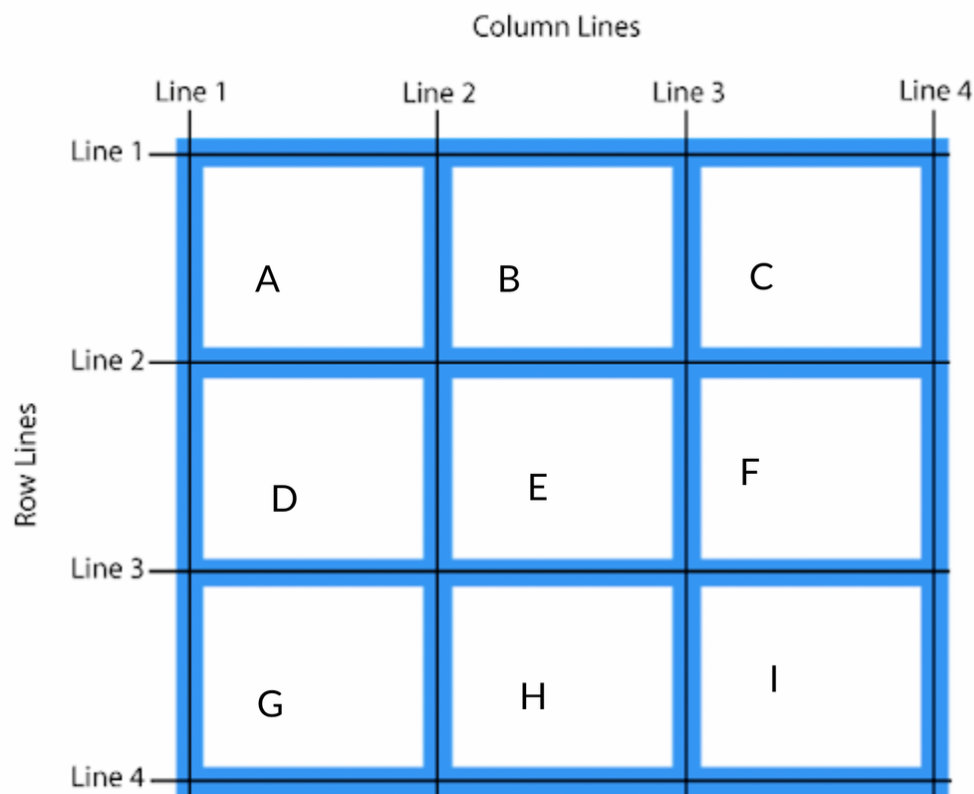 Column Lines
Line 1 Line 2 Line 3 Line 4
Line 1
A B C
Line 2
Row Lines
D E F
Line 3
G H I
Line 4